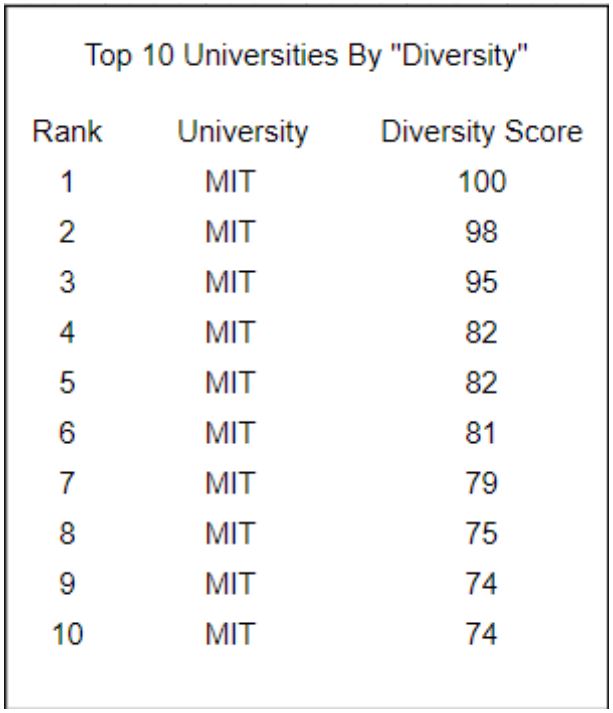 Top 10 Universities By "Diversity"
Rank University Diversity Score
1 MIT 100
2 MIT 98
3 MIT 95
4 MIT 82
5 MIT 82
6 MIT 81
7 MIT 79
8 MIT 75
9 MIT 74
10 MIT 74